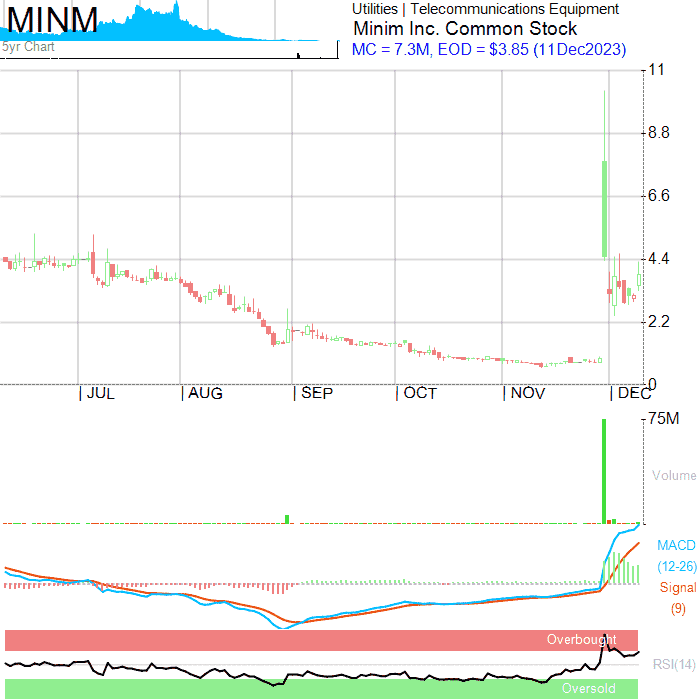 MINM
5yr Chart
Utilities | Telecommunications Equipment
Minim Inc. Common Stock
MC = 7.3M, EOD = $3.85 (11Dec2023)
11
8.8
6.6
4.4
2.2
0
| JUL | AUG | SEP | OCT | NOV | DEC
75M
Volume
MACD
(12-26)
Signal
(9)
Overbought
RSI(14)
Oversold